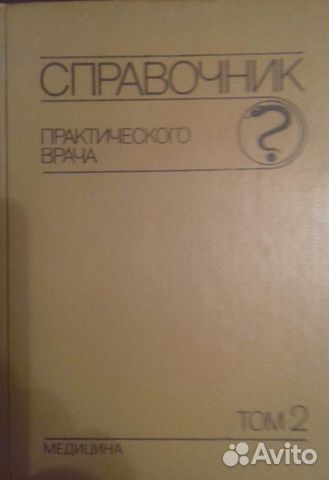 СПРАВОЧНИК
ПРАКТИЧЕСКОГО
ВРАЧА
ТОМ 2
МЕДИЦИНА
Avito